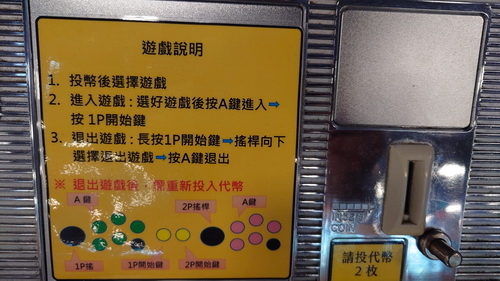 遊戲說明
1. 投幣後選擇遊戲
2. 進入遊戲：選好遊戲後按A鍵進入➡
按 1P開始鍵
3. 退出遊戲：長按1P開始鍵➡搖桿向下
選擇退出遊戲➡按A鍵退出
※ 退出遊戲後，需重新投入代幣
A 鍵
2P搖桿
A鍵
1P搖
1P開始鍵
2P開始鍵
INSERT
COIN
請投代幣
2 枚